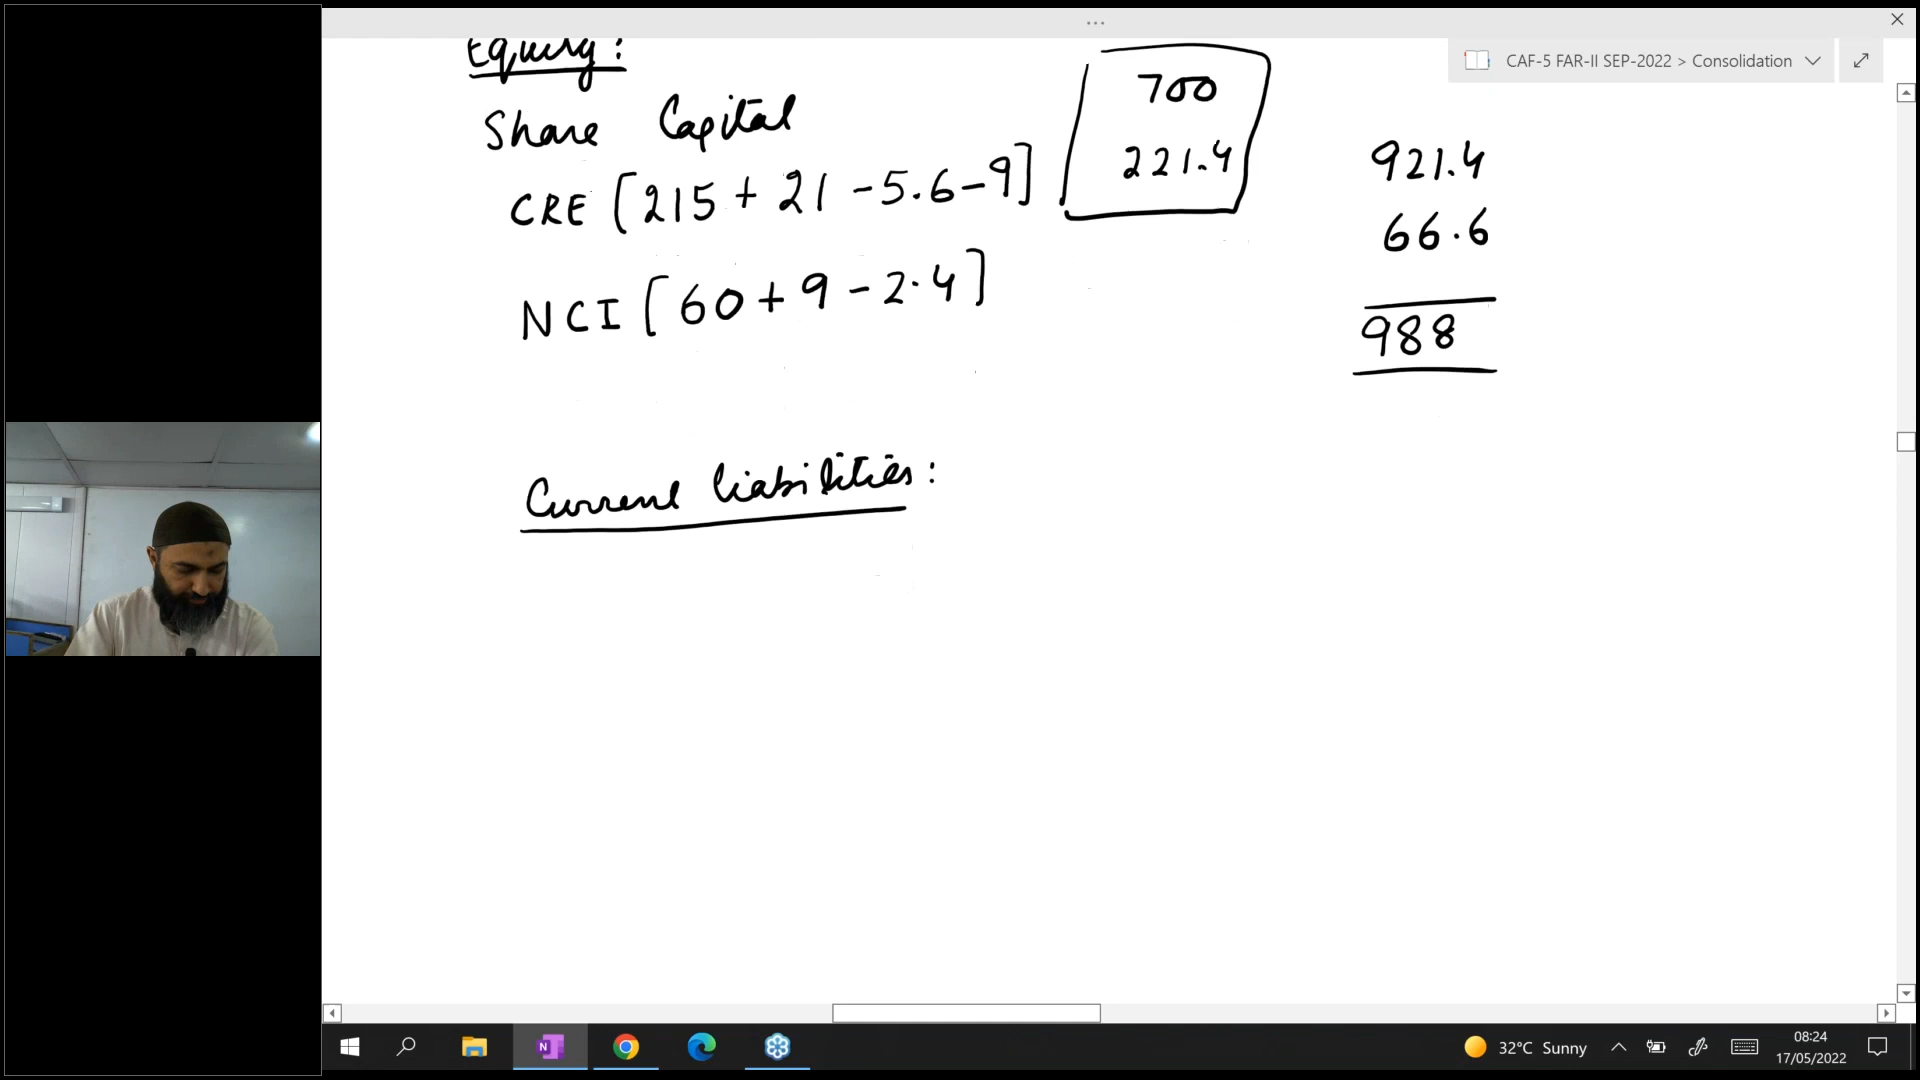 CAF-5 FAR-II SEP-2022 > Consolidation
Equity:
Share Capital 700
CRE [215 + 21 - 5.6 - 9] 221.4 921.4
NCI [60 + 9 - 2.4] 66.6
988
Current liabilities:
32°C Sunny
08:24
17/05/2022